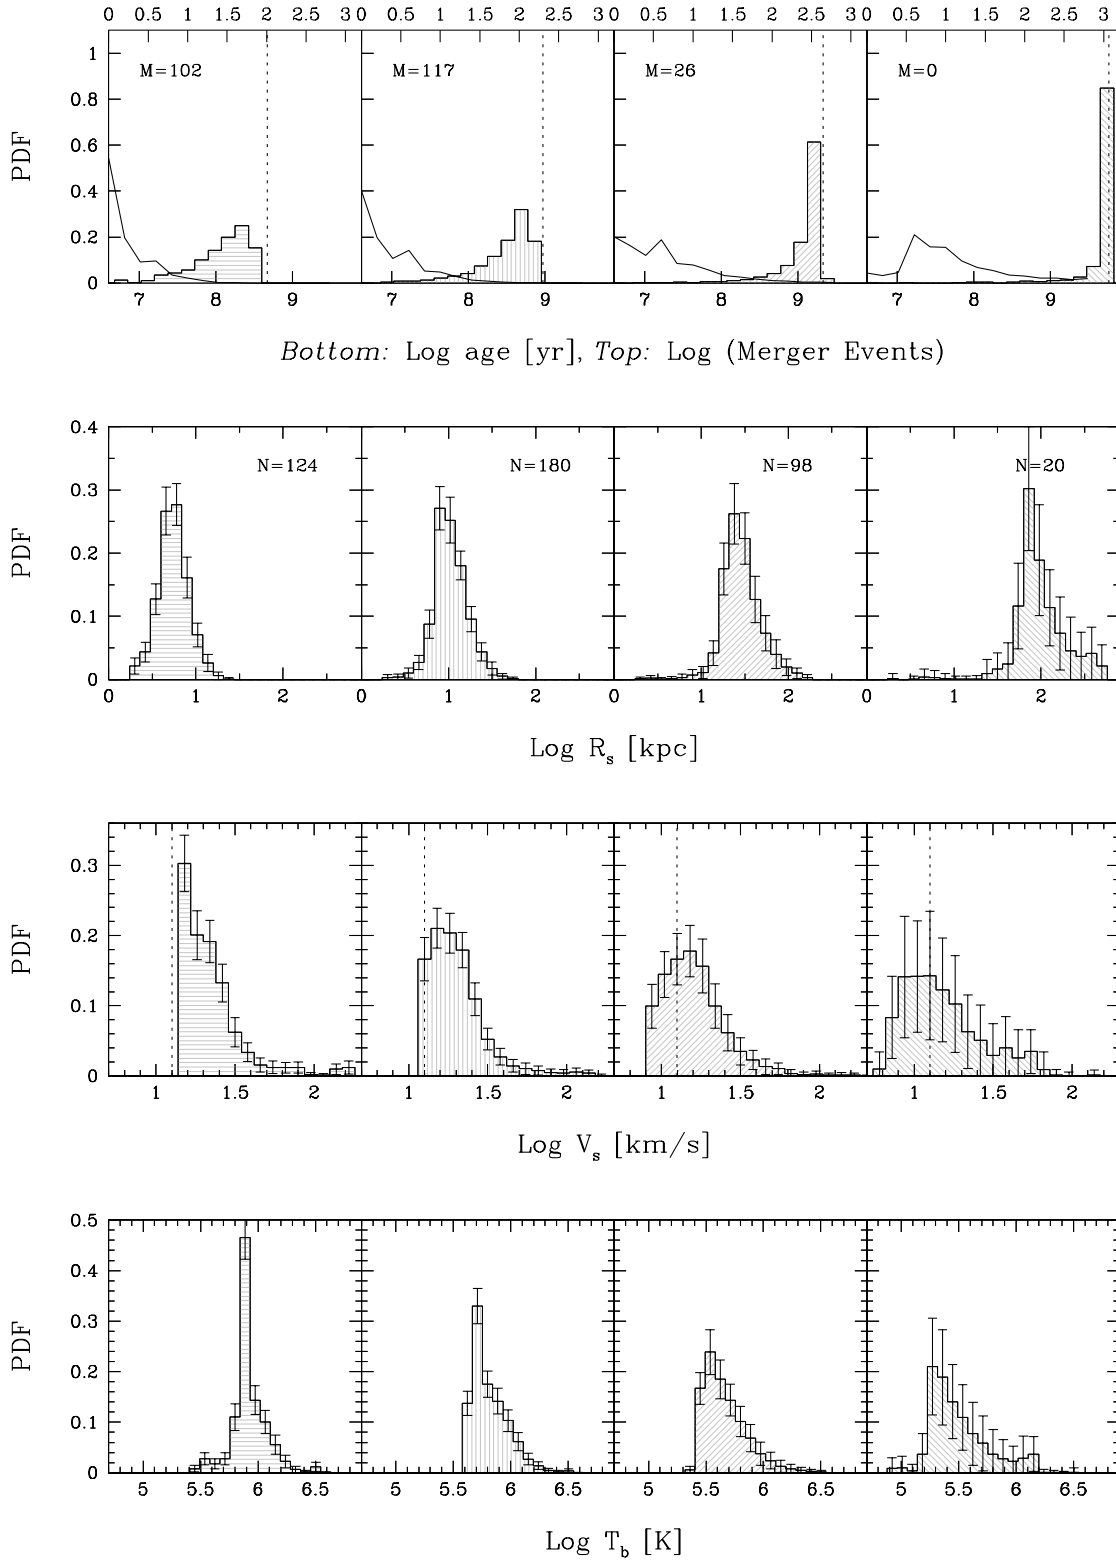 0 0.5 1 1.5 2 2.5 3 0 0.5 1 1.5 2 2.5 3 0 0.5 1 1.5 2 2.5 3 0 0.5 1 1.5 2 2.5 3
M=102 M=117 M=26 M=0
1
0.8
0.6
0.4
0.2
0
PDF
7 8 9 7 8 9 7 8 9 7 8 9
Bottom: Log age [yr], Top: Log (Merger Events)
0.4
N=124 N=180 N=98 N=20
0.3
0.2
0.1
0
PDF
0 1 2 0 1 2 0 1 2 0 1 2
Log Rs [kpc]
0.3
0.2
0.1
0
PDF
1 1.5 2 1 1.5 2 1 1.5 2 1 1.5 2
Log Vs [km/s]
0.5
0.4
0.3
0.2
0.1
0
PDF
5 5.5 6 6.5 5 5.5 6 6.5 5 5.5 6 6.5 5 5.5 6 6.5
Log Tb [K]